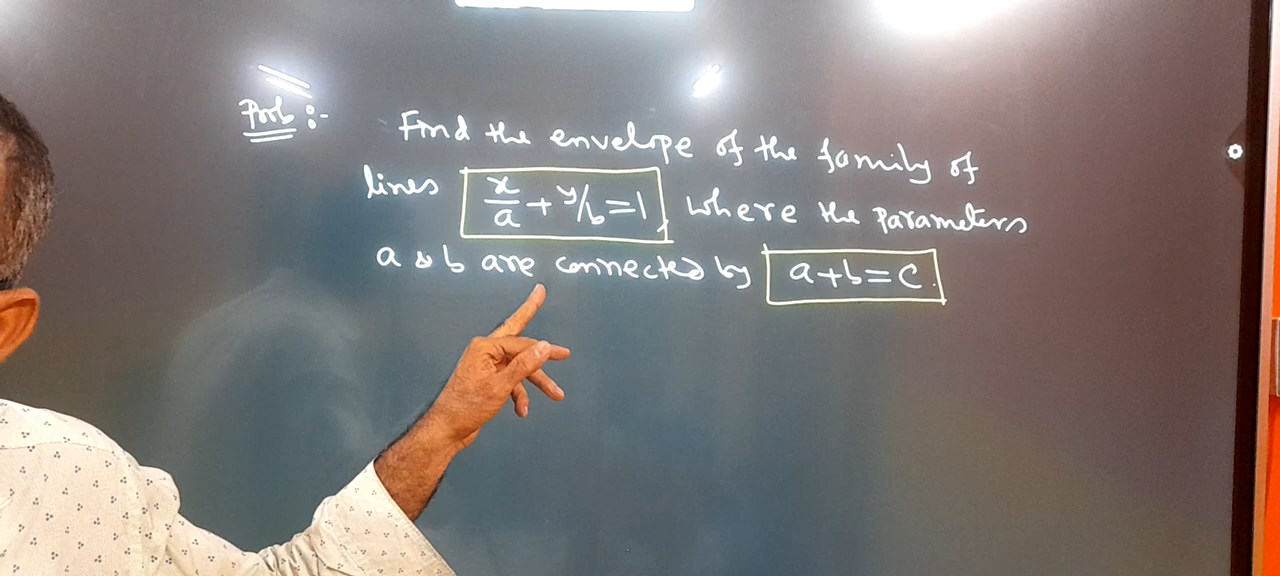 Prob :-
Find the envelope of the family of
lines x/a + y/b = 1, where the parameters
a & b are connected by a+b=c.